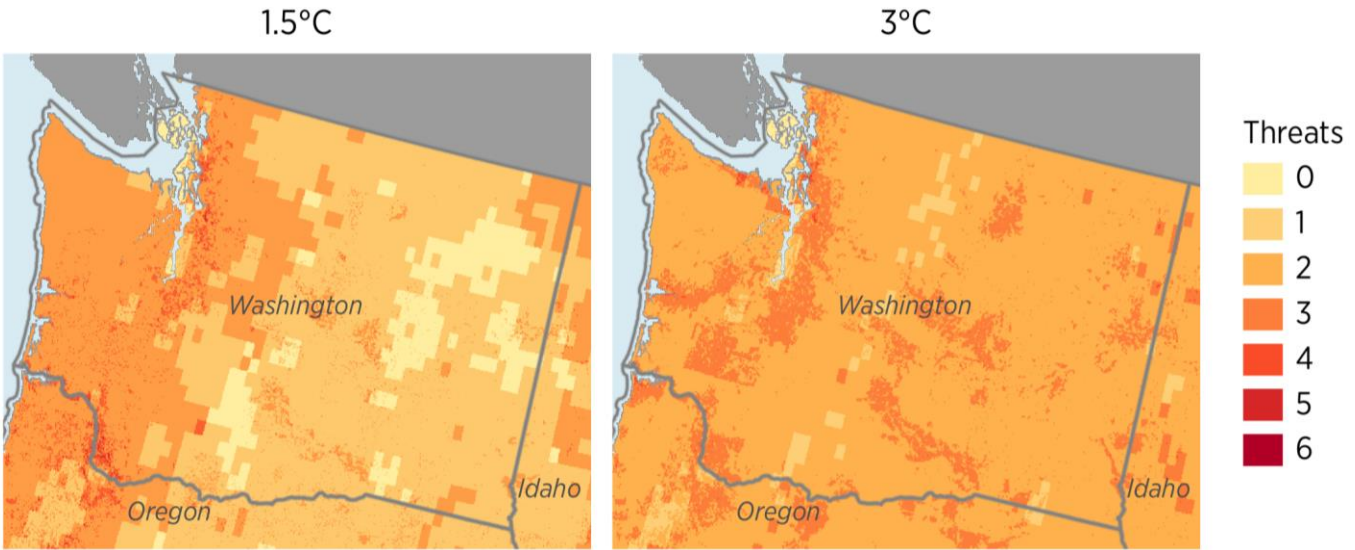 1.5°C
3°C
Threats
0
1
2
3
4
5
6
Washington
Oregon
Idaho
Washington
Oregon
Idaho